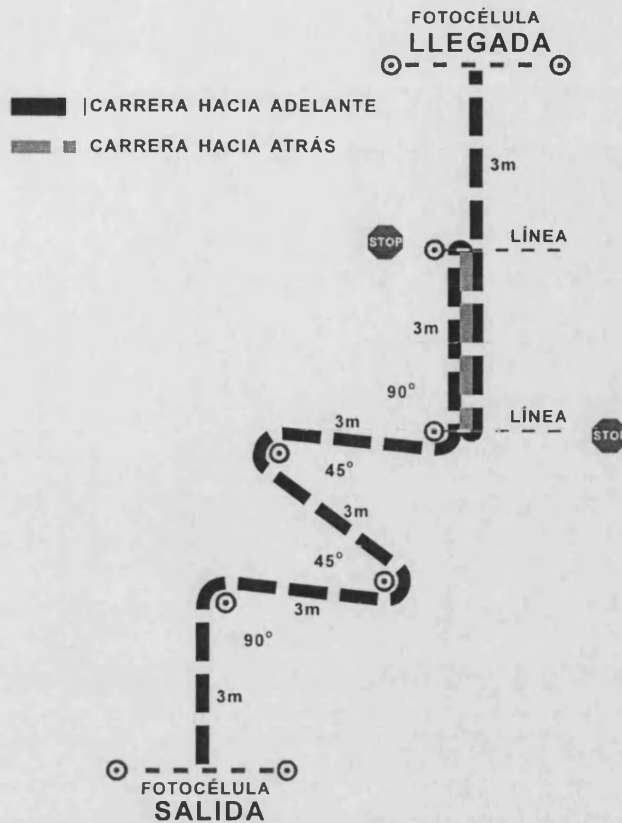 FOTOCÉLULA
LLEGADA
CARRERA HACIA ADELANTE
CARRERA HACIA ATRÁS
3m
STOP
LÍNEA
3m
90°
LÍNEA
STOP
3m
45°
3m
45°
3m
90°
3m
FOTOCÉLULA
SALIDA